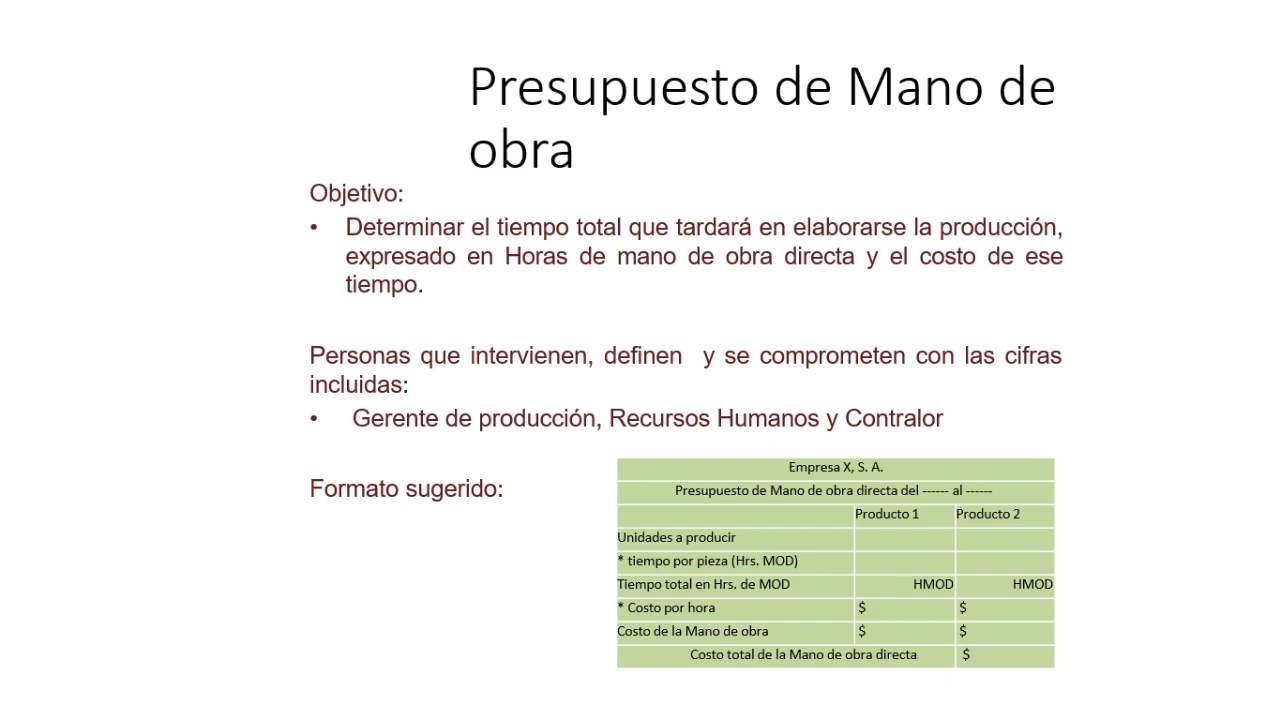 Presupuesto de Mano de
obra
Objetivo:
• Determinar el tiempo total que tardará en elaborarse la producción,
expresado en Horas de mano de obra directa y el costo de ese
tiempo.
Personas que intervienen, definen y se comprometen con las cifras
incluidas:
• Gerente de producción, Recursos Humanos y Contralor
Formato sugerido:
Empresa X, S. A.
Presupuesto de Mano de obra directa del ------ al ------
Producto 1 Producto 2
Unidades a producir
* tiempo por pieza (Hrs. MOD)
Tiempo total en Hrs. de MOD HMOD HMOD
* Costo por hora $ $
Costo de la Mano de obra $ $
Costo total de la Mano de obra directa $